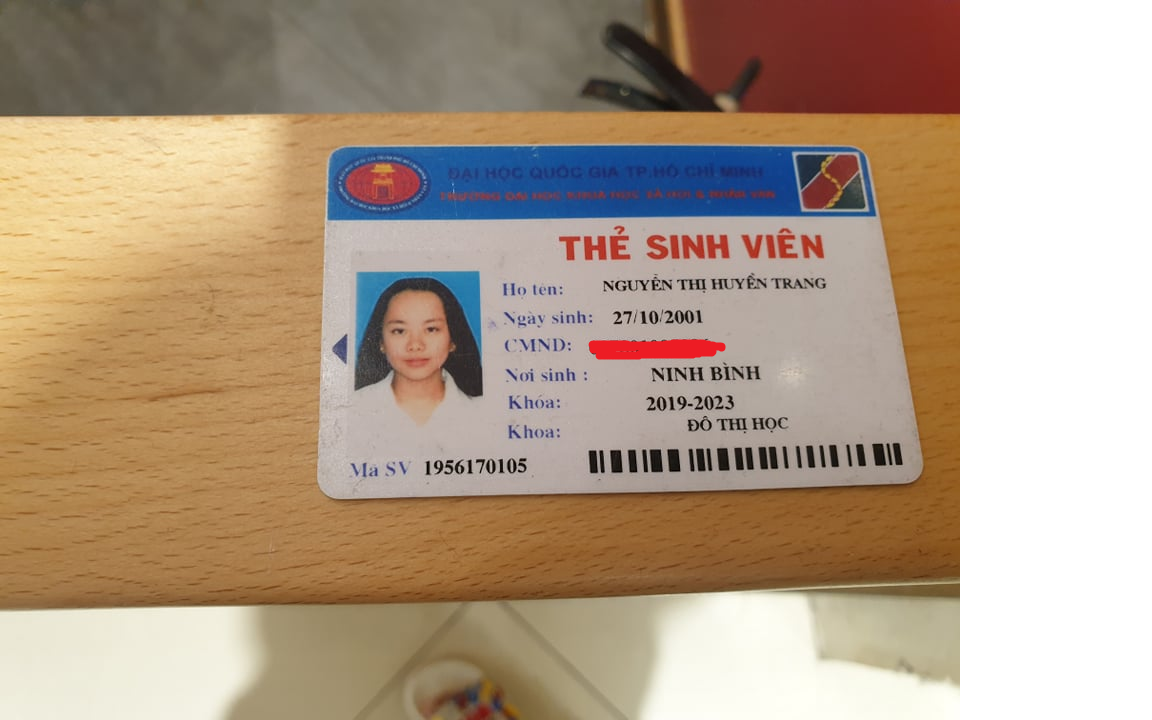 ĐẠI HỌC QUỐC GIA TP.HỒ CHÍ MINH
TRƯỜNG ĐẠI HỌC KHOA HỌC XÃ HỘI & NHÂN VĂN
THẺ SINH VIÊN
Họ tên: NGUYỄN THỊ HUYỀN TRANG
Ngày sinh: 27/10/2001
CMND:
Nơi sinh : NINH BÌNH
Khóa: 2019-2023
Khoa: ĐÔ THỊ HỌC
Mã SV 1956170105